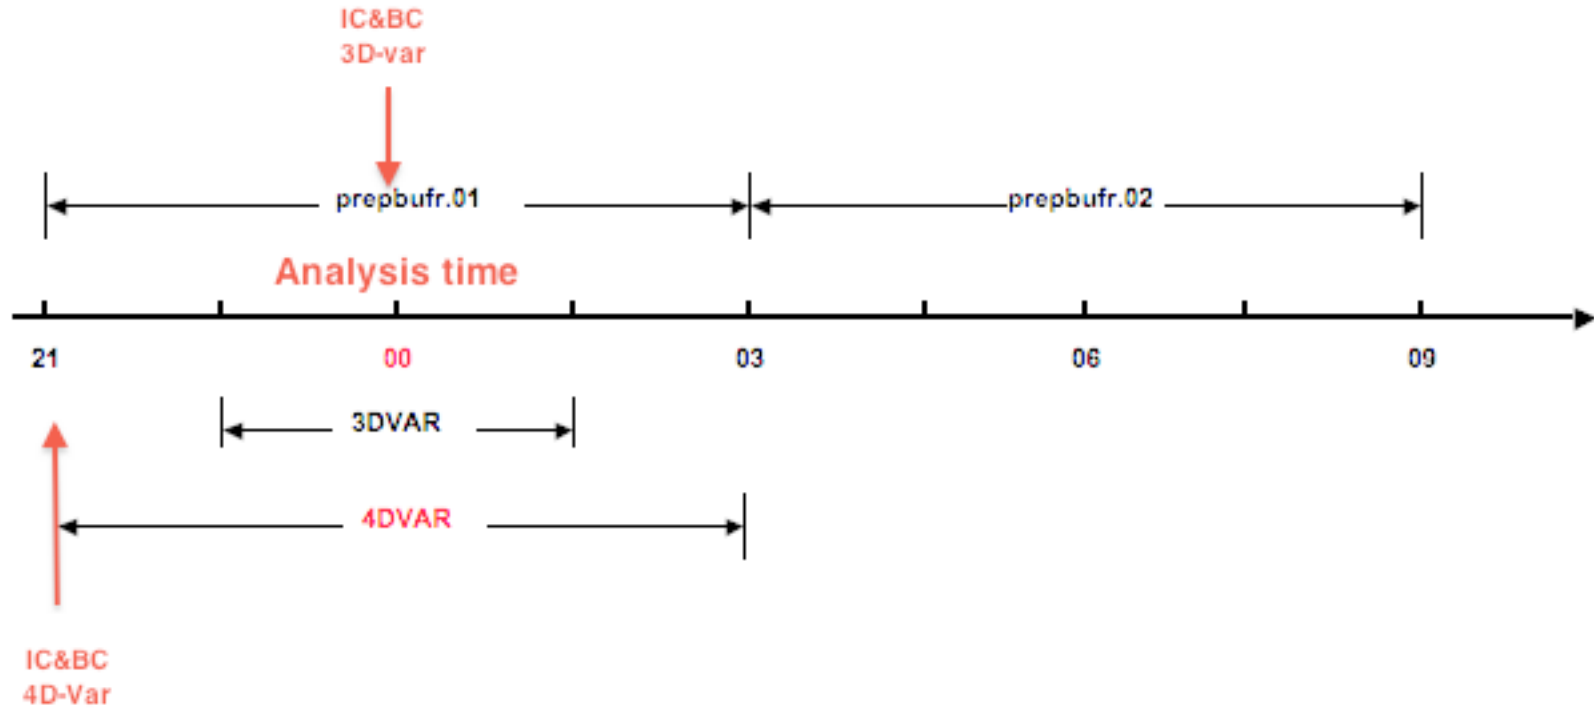 IC&BC
3D-var
prepbufr.01
prepbufr.02
Analysis time
21
00
03
06
09
3DVAR
4DVAR
IC&BC
4D-Var